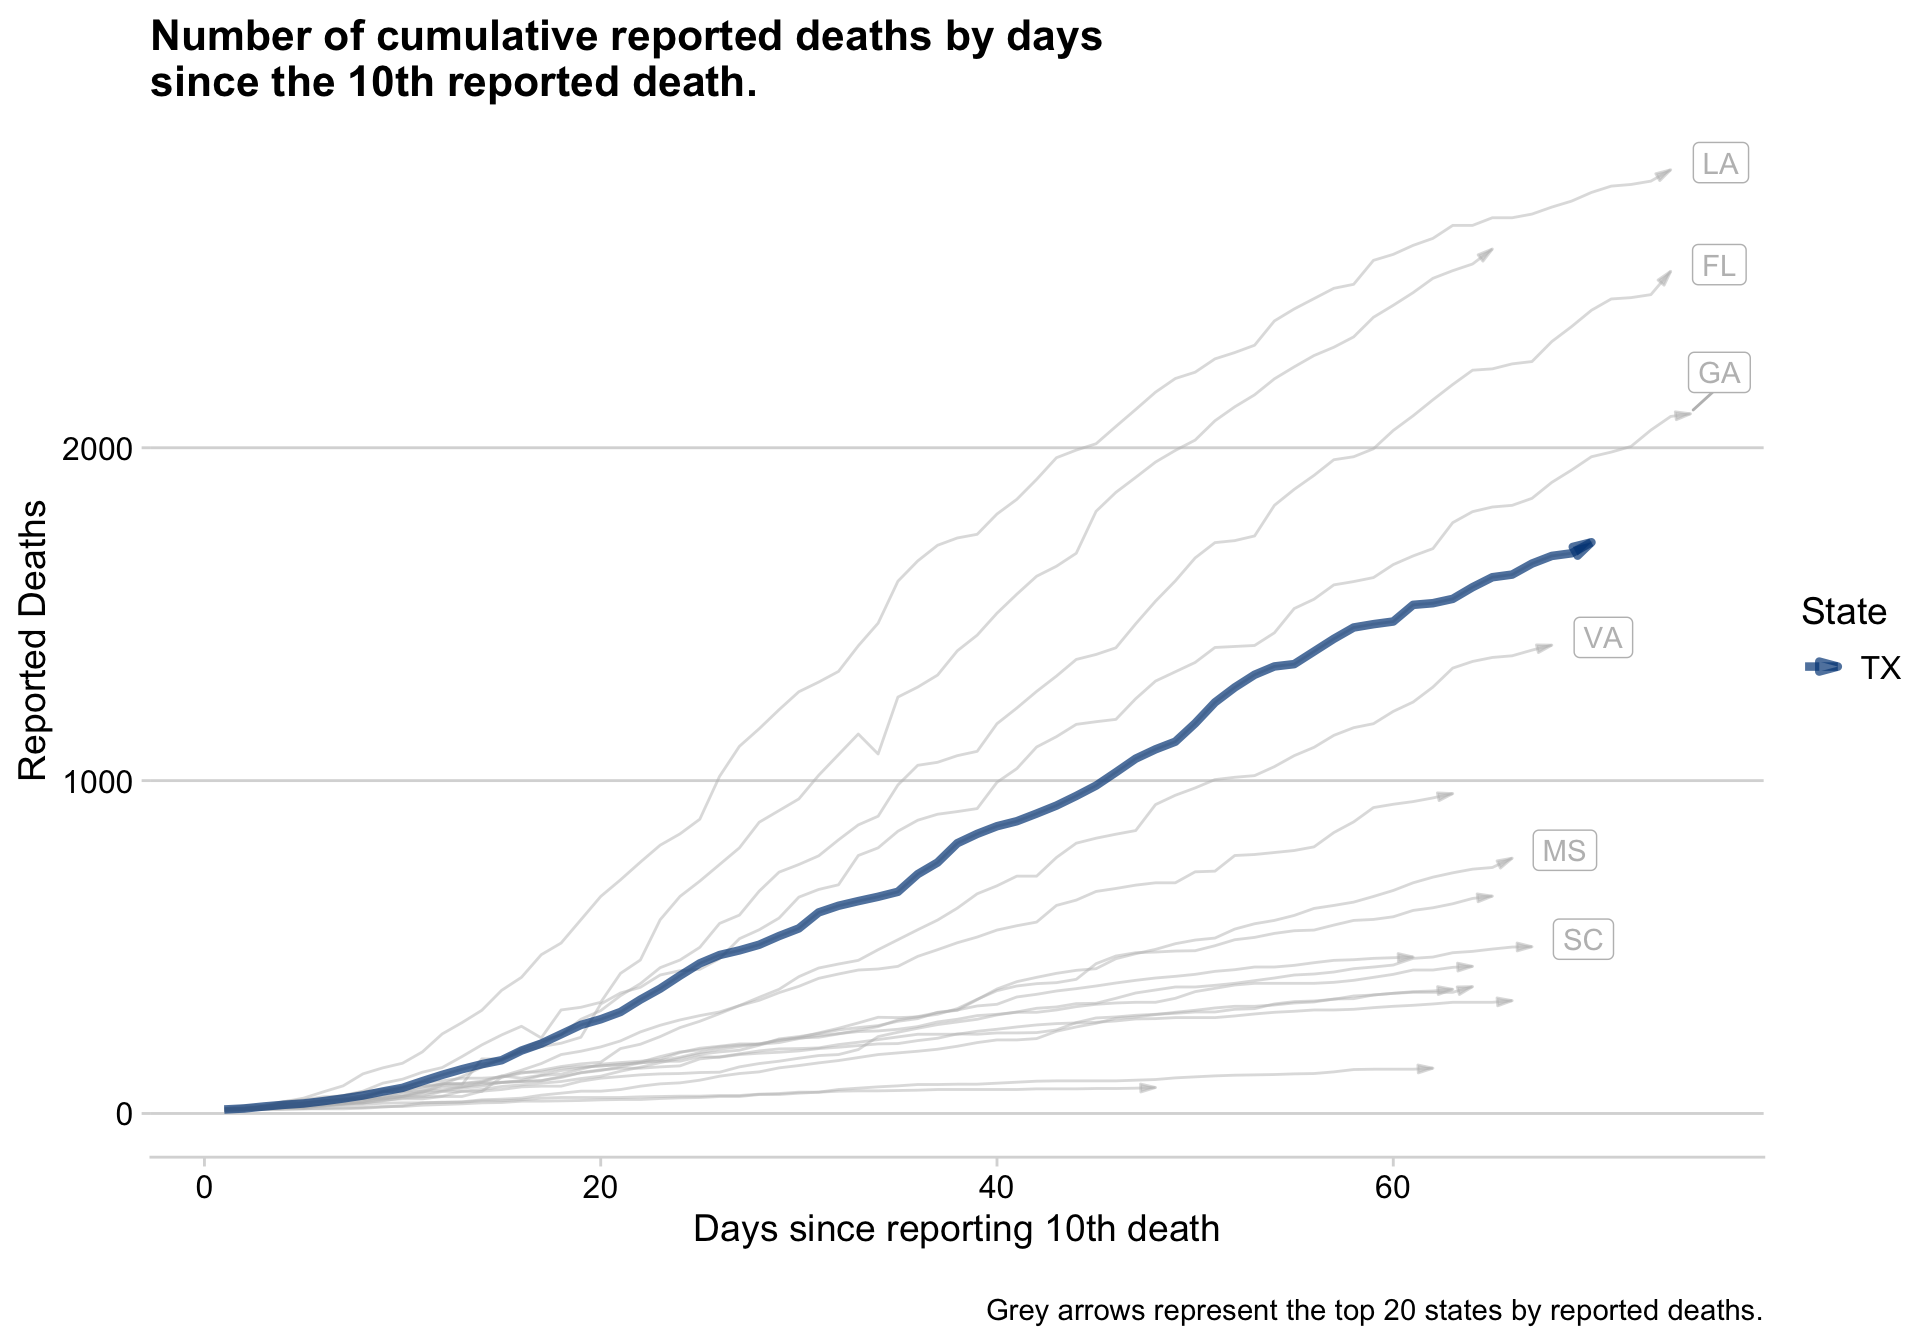 Number of cumulative reported deaths by days
since the 10th reported death.
LA
FL
GA
2000
Reported Deaths
State
VA
TX
1000
MS
SC
0
0 20 40 60
Days since reporting 10th death
Grey arrows represent the top 20 states by reported deaths.